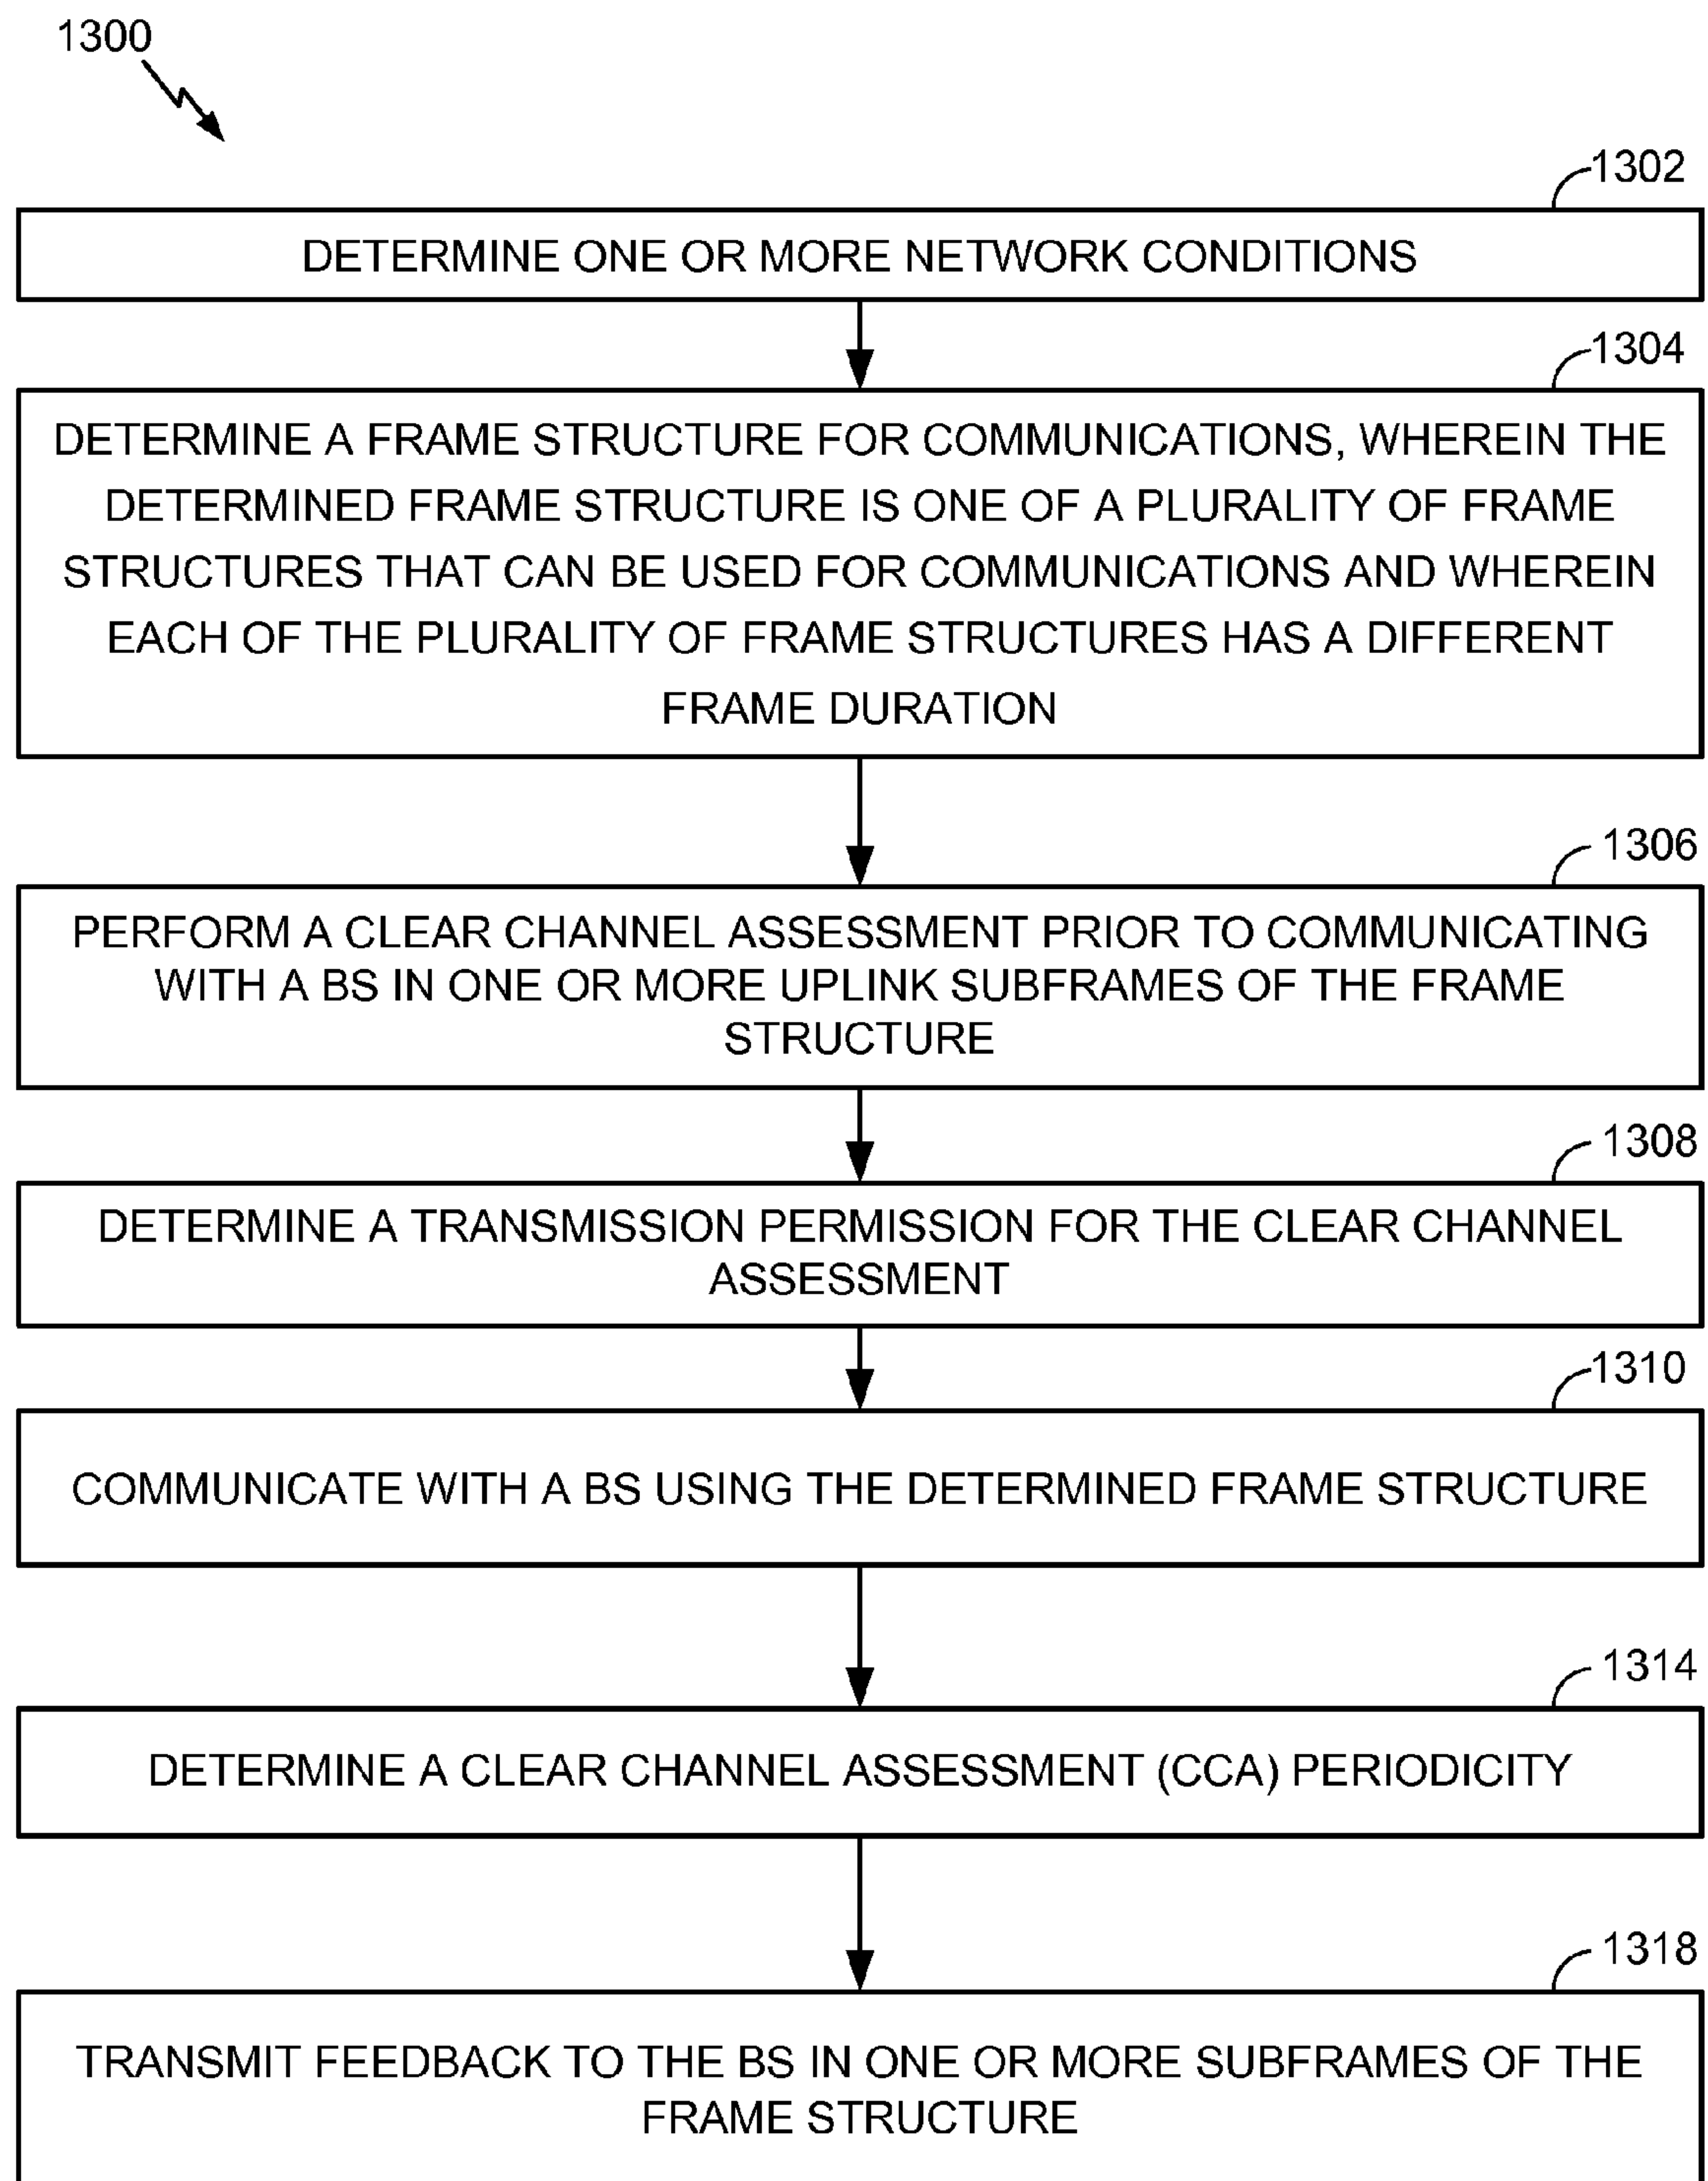 1300
1302
DETERMINE ONE OR MORE NETWORK CONDITIONS
1304
DETERMINE A FRAME STRUCTURE FOR COMMUNICATIONS, WHEREIN THE
DETERMINED FRAME STRUCTURE IS ONE OF A PLURALITY OF FRAME
STRUCTURES THAT CAN BE USED FOR COMMUNICATIONS AND WHEREIN
EACH OF THE PLURALITY OF FRAME STRUCTURES HAS A DIFFERENT
FRAME DURATION
1306
PERFORM A CLEAR CHANNEL ASSESSMENT PRIOR TO COMMUNICATING
WITH A BS IN ONE OR MORE UPLINK SUBFRAMES OF THE FRAME
STRUCTURE
1308
DETERMINE A TRANSMISSION PERMISSION FOR THE CLEAR CHANNEL
ASSESSMENT
1310
COMMUNICATE WITH A BS USING THE DETERMINED FRAME STRUCTURE
1314
DETERMINE A CLEAR CHANNEL ASSESSMENT (CCA) PERIODICITY
1318
TRANSMIT FEEDBACK TO THE BS IN ONE OR MORE SUBFRAMES OF THE
FRAME STRUCTURE